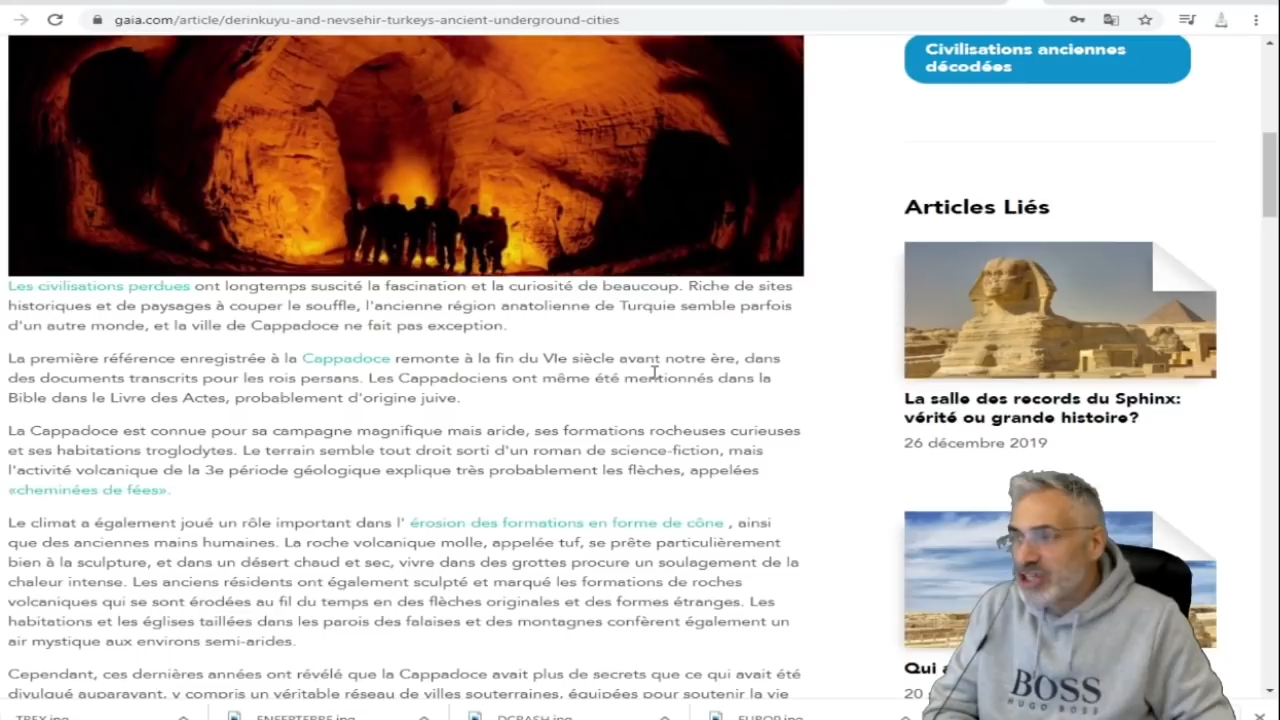 gaia.com/article/derinkuyu-and-nevsehir-turkeys-ancient-underground-cities
Civilisations anciennes
décodées
Les civilisations perdues ont longtemps suscité la fascination et la curiosité de beaucoup. Riche de sites
historiques et de paysages à couper le souffle, l'ancienne région anatolienne de Turquie semble parfois
d'un autre monde, et la ville de Cappadoce ne fait pas exception.
La première référence enregistrée à la Cappadoce remonte à la fin du VIe siècle avant notre ère, dans
des documents transcrits pour les rois persans. Les Cappadociens ont même été mentionnés dans la
Bible dans le Livre des Actes, probablement d'origine juive.
La Cappadoce est connue pour sa campagne magnifique mais aride, ses formations rocheuses curieuses
et ses habitations troglodytes. Le terrain semble tout droit sorti d'un roman de science-fiction, mais
l'activité volcanique de la 3e période géologique explique très probablement les flèches, appelées
«cheminées de fées».
Le climat a également joué un rôle important dans l' érosion des formations en forme de cône , ainsi
que des anciennes mains humaines. La roche volcanique molle, appelée tuf, se prête particulièrement
bien à la sculpture, et dans un désert chaud et sec, vivre dans des grottes procure un soulagement de la
chaleur intense. Les anciens résidents ont également sculpté et marqué les formations de roches
volcaniques qui se sont érodées au fil du temps en des flèches originales et des formes étranges. Les
habitations et les églises taillées dans les parois des falaises et des montagnes confèrent également un
air mystique aux environs semi-arides.
Cependant, ces dernières années ont révélé que la Cappadoce avait plus de secrets que ce qui avait été
divulgué auparavant, y compris un véritable réseau de villes souterraines, équipées pour soutenir la vie
Articles Liés
La salle des records du Sphinx:
vérité ou grande histoire?
26 décembre 2019
Qui a
20
BOSS
HUGO BOSS
TREX.jpg
ENFERTERRE.jpg
DCRASH.jpg
EUROP.jpg